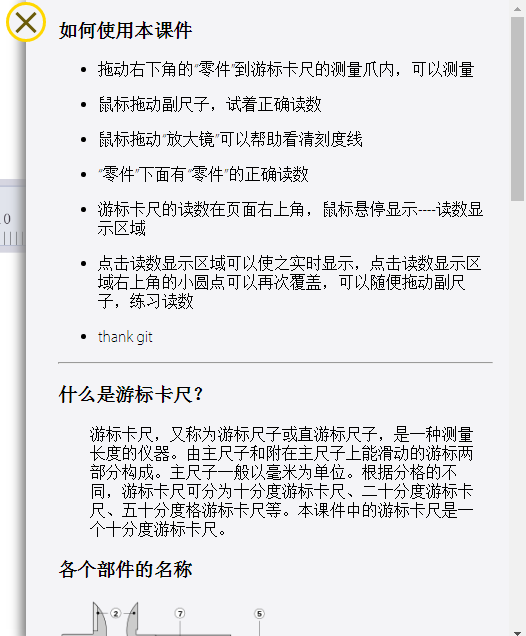 如何使用本课件
拖动右下角的“零件”到游标卡尺的测量爪内，可以测量
鼠标拖动副尺子，试着正确读数
鼠标拖动“放大镜”可以帮助看清刻度线
“零件”下面有“零件”的正确读数
游标卡尺的读数在页面右上角，鼠标悬停显示----读数显
示区域
点击读数显示区域可以使之实时显示，点击读数显示区
域右上角的小圆点可以再次覆盖，可以随便拖动副尺
子，练习读数
thank git
0
什么是游标卡尺？
游标卡尺，又称为游标尺子或直游标尺子，是一种测量
长度的仪器。由主尺子和附在主尺子上能滑动的游标两
部分构成。主尺子一般以毫米为单位。根据分格的不
同，游标卡尺可分为十分度游标卡尺、二十分度游标卡
尺、五十分度格游标卡尺等。本课件中的游标卡尺是一
个十分度游标卡尺。
各个部件的名称
② ⑦ ⑤